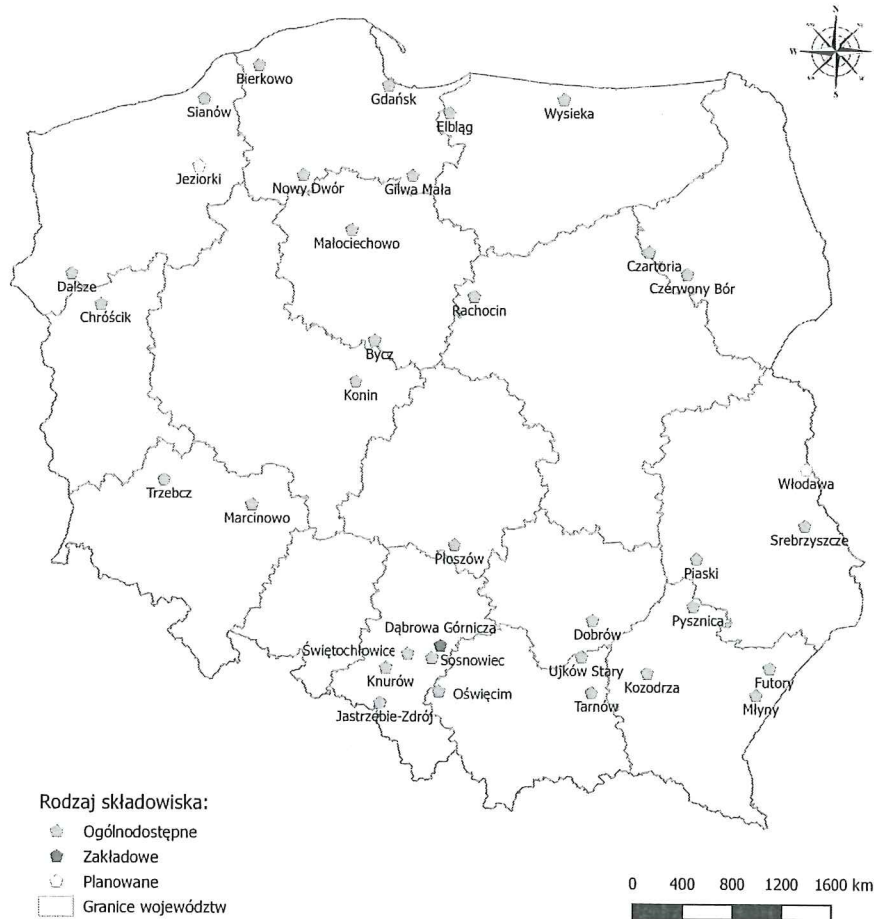 N
W
S
Bierkowo
Gdańsk
Sianów
Elbląg
Wysieka
Jeziorki
Nowy Dwór
Gilwa Mała
Małociechowo
Czartoria
Dalsze
Czerwony Bór
Chróścik
Rachocin
Bycz
Konin
Trzebcz
Włodawa
Marcinowo
Srebrzyszcze
Płoszów
Piaski
Pysznica
Dąbrowa Górnicza
Dobrów
Świętochłowice
Sosnowiec
Ujków Stary
Knurów
Kozodrza
Futory
Oświęcim
Tarnów
Młyny
Jastrzębie-Zdrój
Rodzaj składowiska:
Ogólnodostępne
Zakładowe
Planowane
Granice województw
0 400 800 1200 1600 km